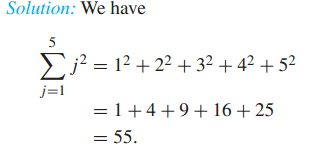 Solution: We have
5
∑ j² = 1² + 2² + 3² + 4² + 5²
j=1
= 1 + 4 + 9 + 16 + 25
= 55.